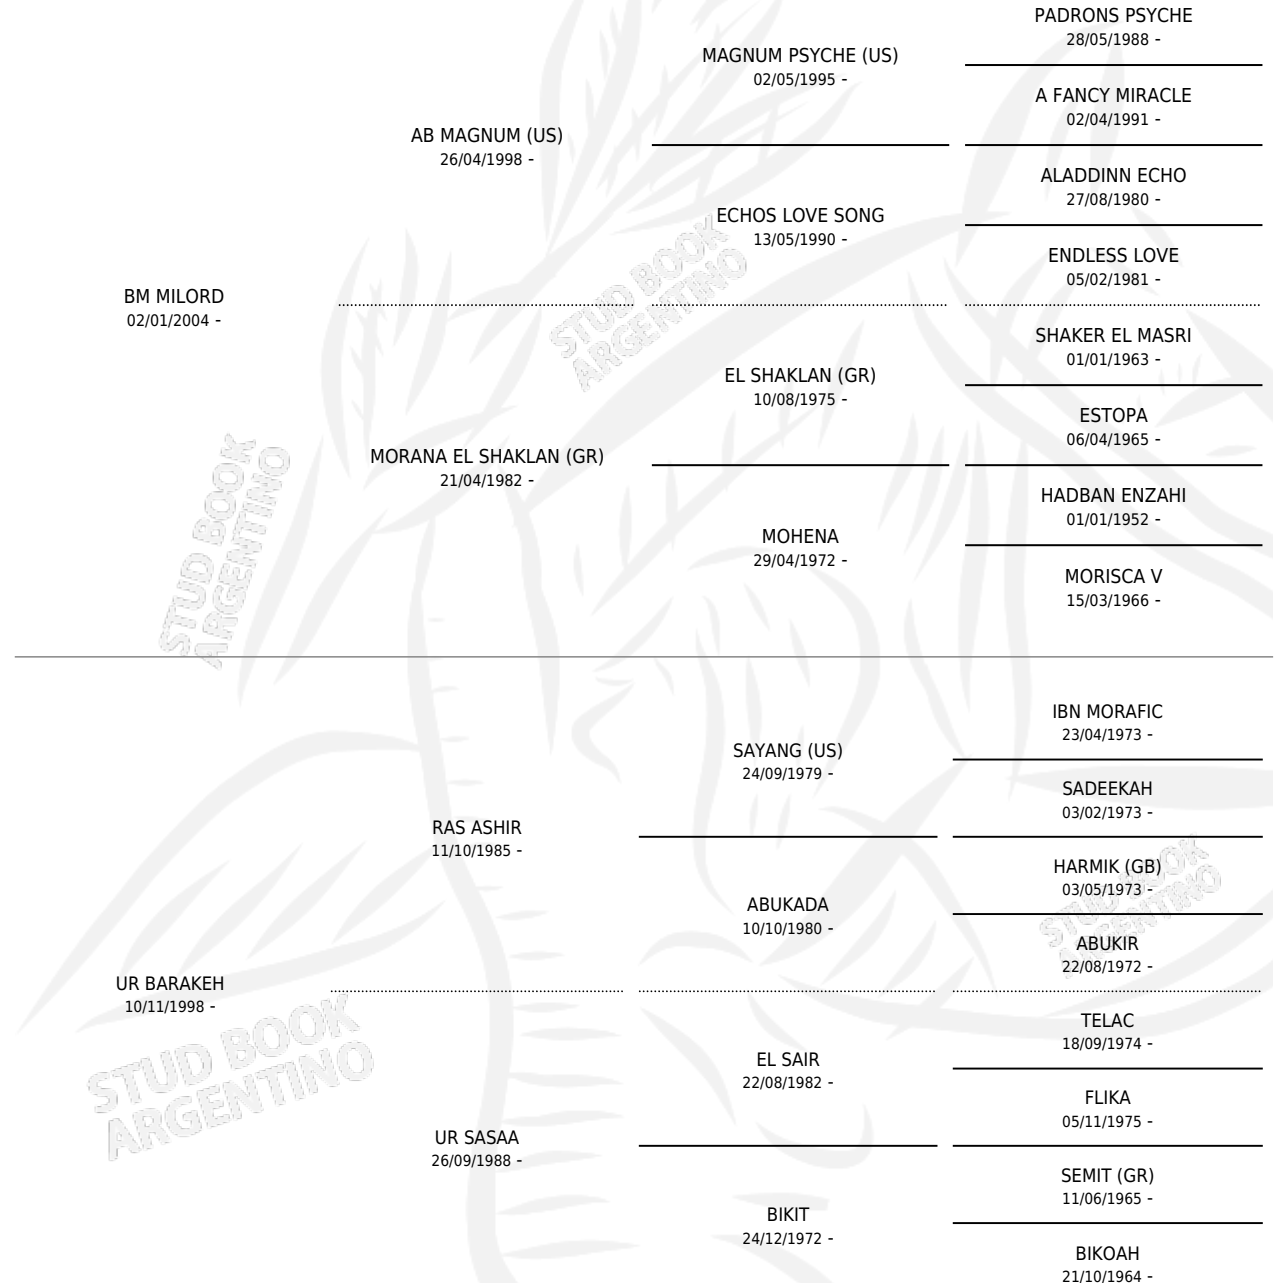 PADRONS PSYCHE
28/05/1988 -
MAGNUM PSYCHE (US)
02/05/1995 -
A FANCY MIRACLE
02/04/1991 -
AB MAGNUM (US)
26/04/1998 -
ALADDINN ECHO
27/08/1980 -
ECHOS LOVE SONG
13/05/1990 -
ENDLESS LOVE
05/02/1981 -
BM MILORD
02/01/2004 -
SHAKER EL MASRI
01/01/1963 -
EL SHAKLAN (GR)
10/08/1975 -
ESTOPA
06/04/1965 -
MORANA EL SHAKLAN (GR)
21/04/1982 -
HADBAN ENZAHI
01/01/1952 -
MOHENA
29/04/1972 -
MORISCA V
15/03/1966 -
IBN MORAFIC
23/04/1973 -
SAYANG (US)
24/09/1979 -
SADEEKAH
03/02/1973 -
RAS ASHIR
11/10/1985 -
HARMIK (GB)
03/05/1973 -
ABUKADA
10/10/1980 -
ABUKIR
22/08/1972 -
UR BARAKEH
10/11/1998 -
TELAC
18/09/1974 -
EL SAIR
22/08/1982 -
FLIKA
05/11/1975 -
UR SASAA
26/09/1988 -
SEMIT (GR)
11/06/1965 -
BIKIT
24/12/1972 -
BIKOAH
21/10/1964 -
STUD BOOK
ARGENTINO
STUD BOOK
ARGENTINO
STUD BOOK
ARGENTINO
STUD BOOK
ARGENTINO